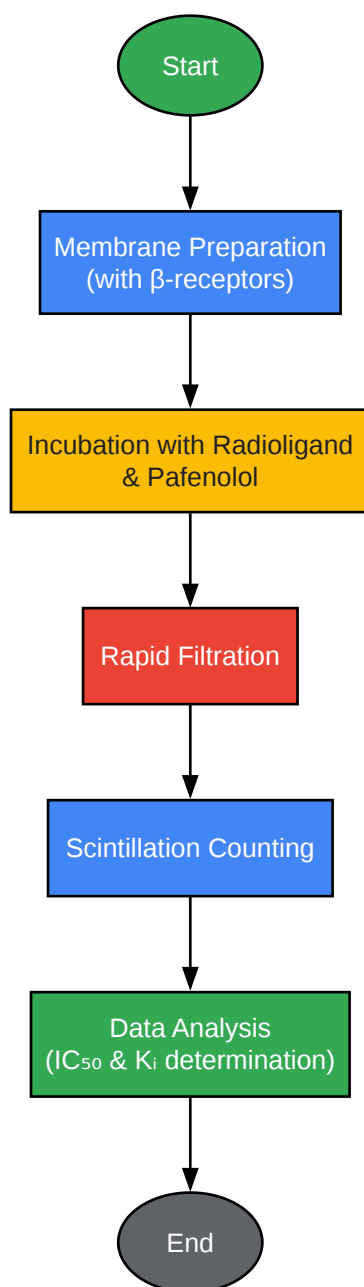 Start
Membrane Preparation
(with β-receptors)
Incubation with Radioligand
& Pafenolol
Rapid Filtration
Scintillation Counting
Data Analysis
(IC₅₀ & Kᵢ determination)
End